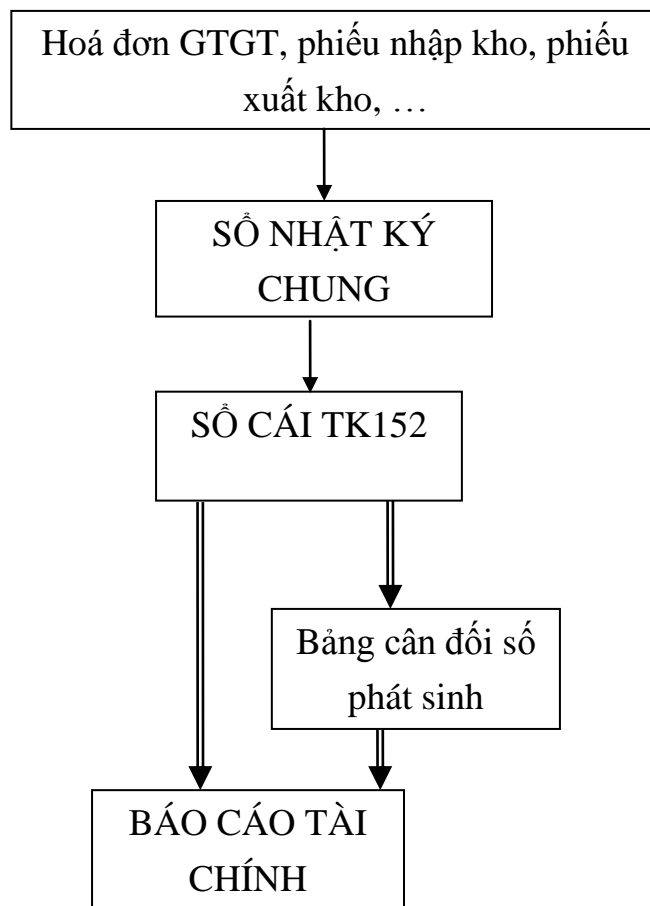 Hoá đơn GTGT, phiếu nhập kho, phiếu
xuất kho, …
SỔ NHẬT KÝ
CHUNG
SỔ CÁI TK152
Bảng cân đối số
phát sinh
BÁO CÁO TÀI
CHÍNH